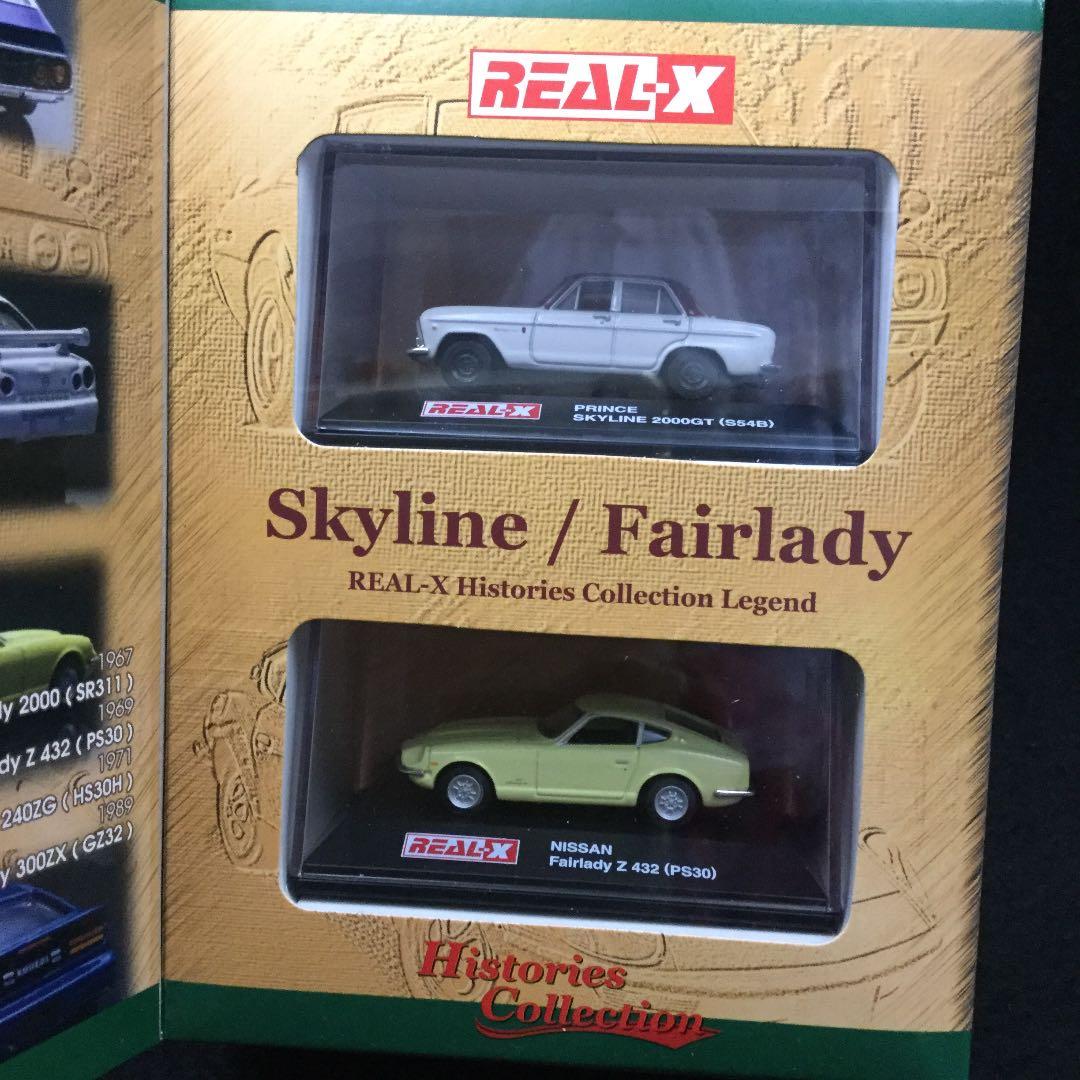 REAL-X
REAL-X
PRINCE
SKYLINE 2000GT (S54B)
Skyline / Fairlady
REAL-X Histories Collection Legend
REAL-X
NISSAN
Fairlady Z 432 (PS30)
Histories
Collection
1967
ly 2000 ( SR311 )
1969
dy Z 432 ( PS30 )
1971
240ZG ( HS30H )
1989
y 300ZX ( GZ32 )